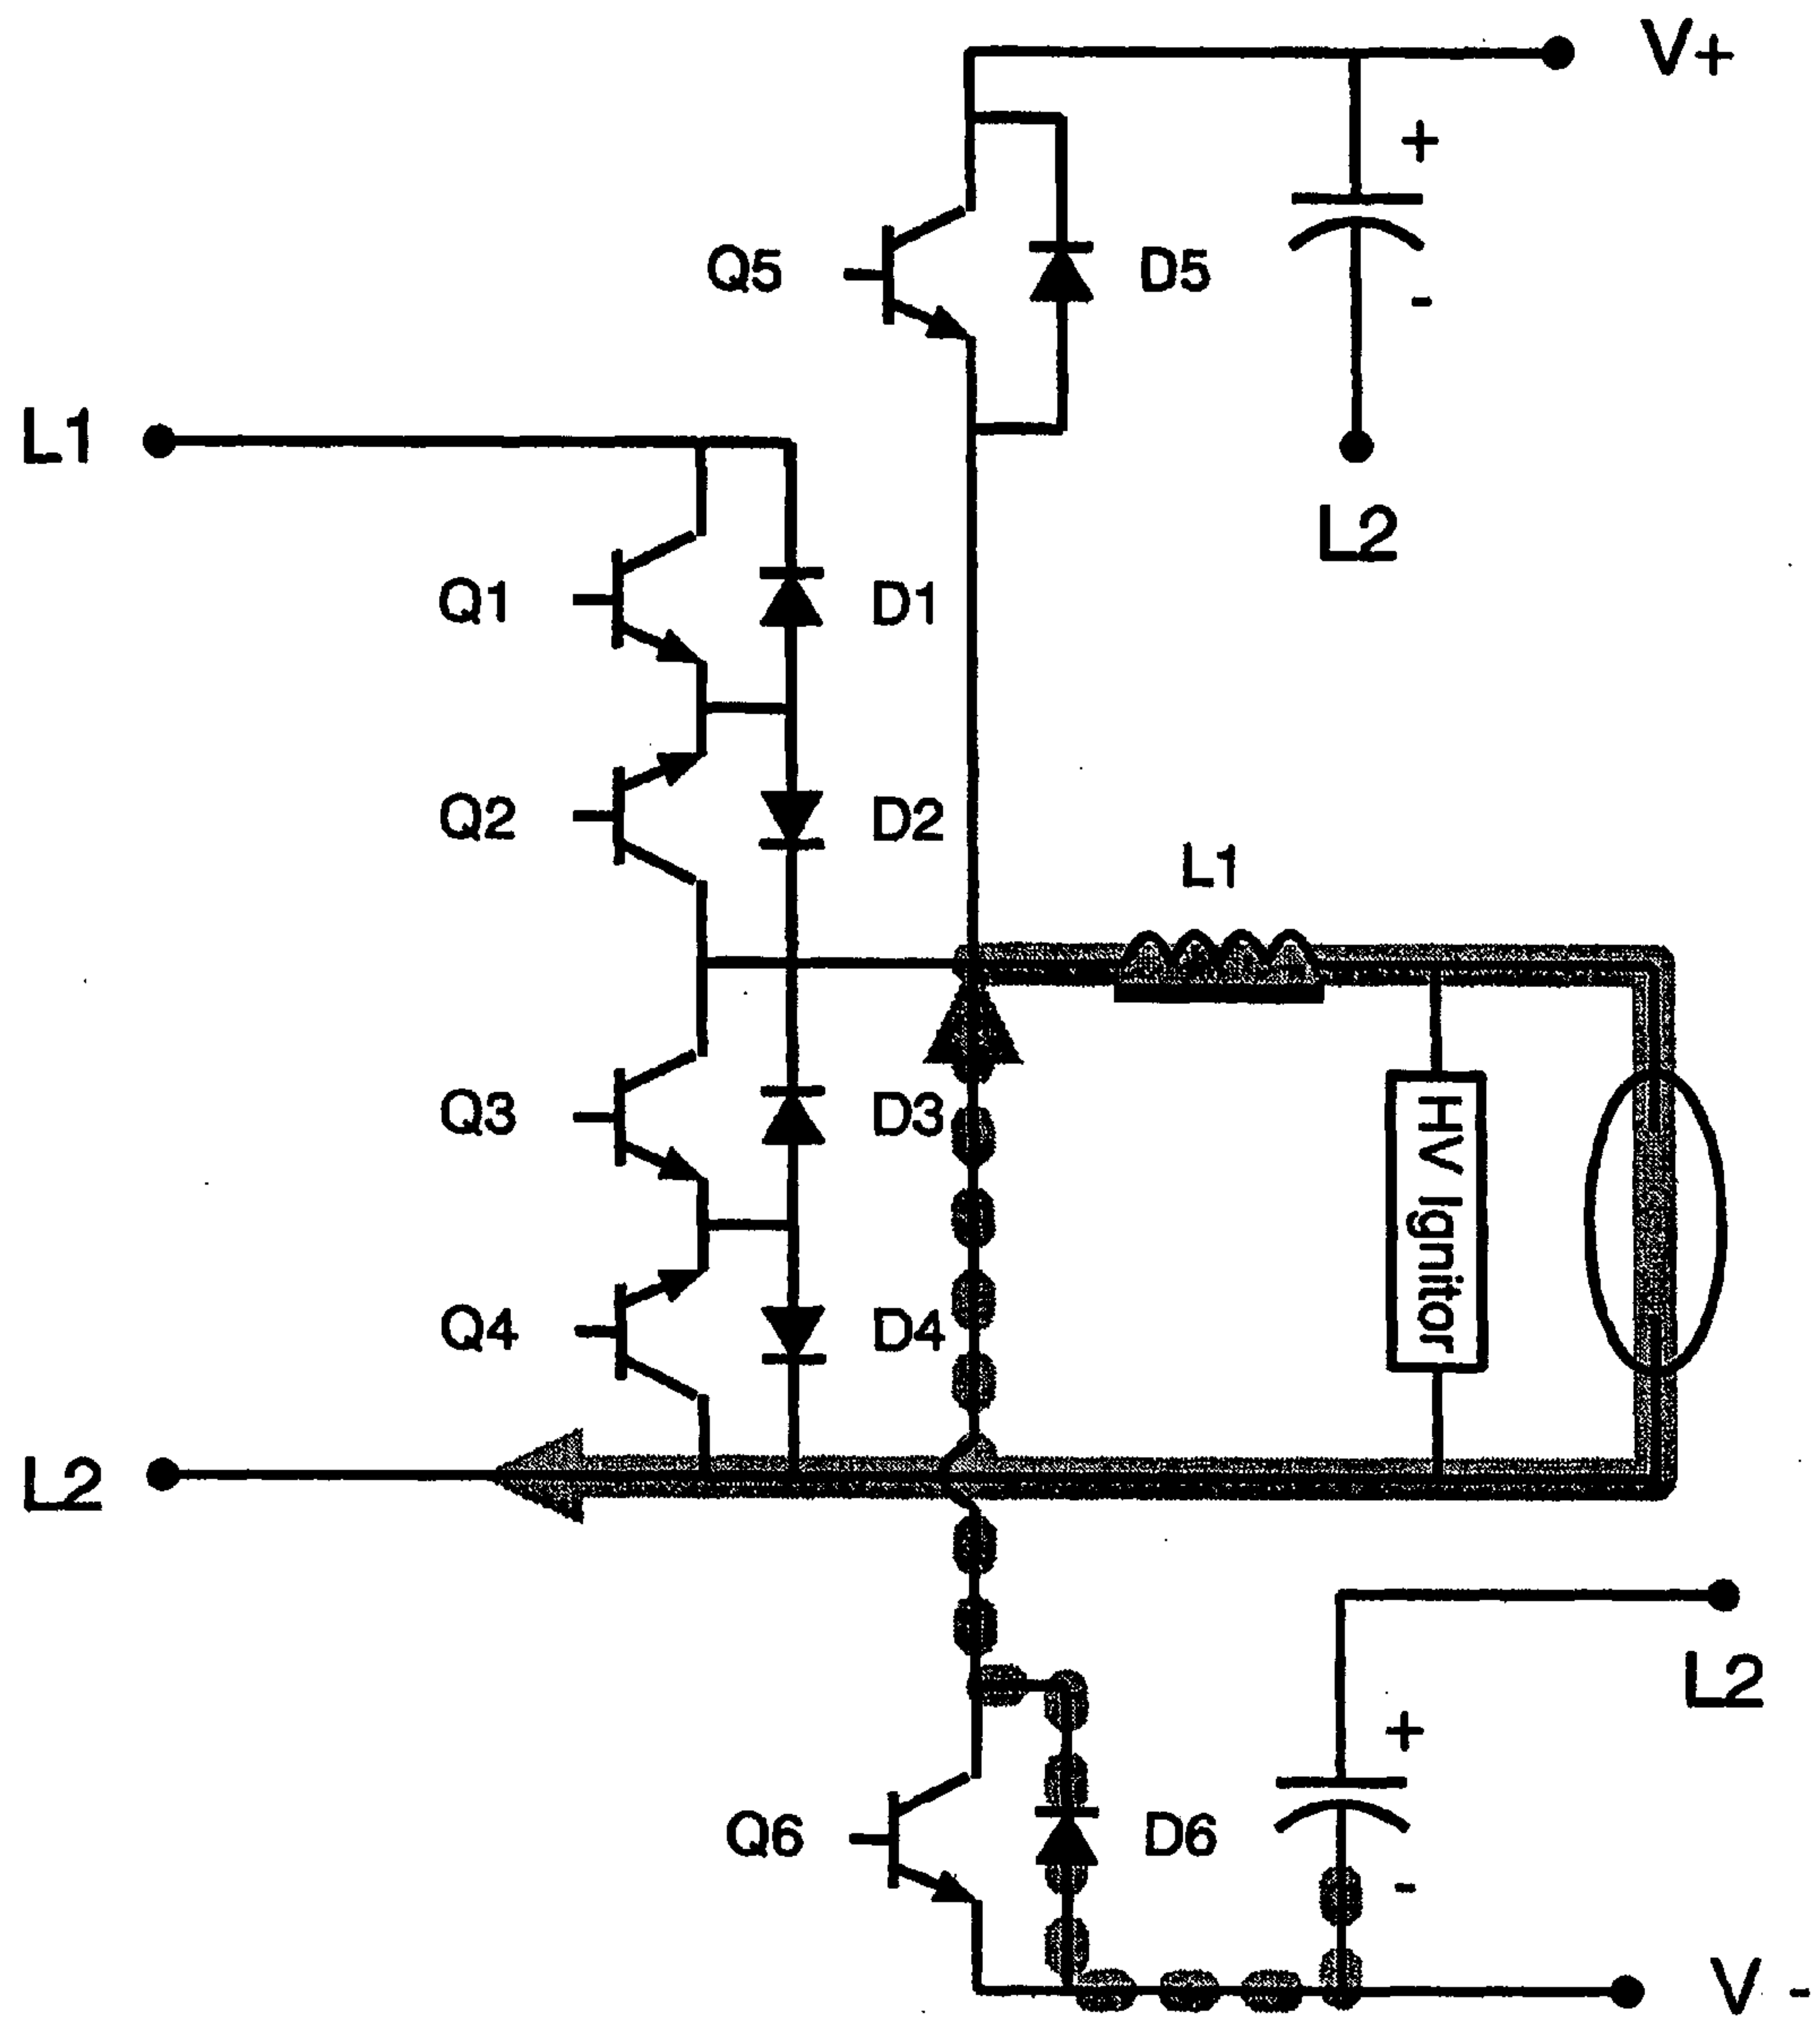 V+
+
Q5
D5
-
L1
L2
Q1
D1
Q2
D2
L1
Q3
D3
HV Ignitor
Q4
D4
L2
L2
+
Q6
D6
-
V -